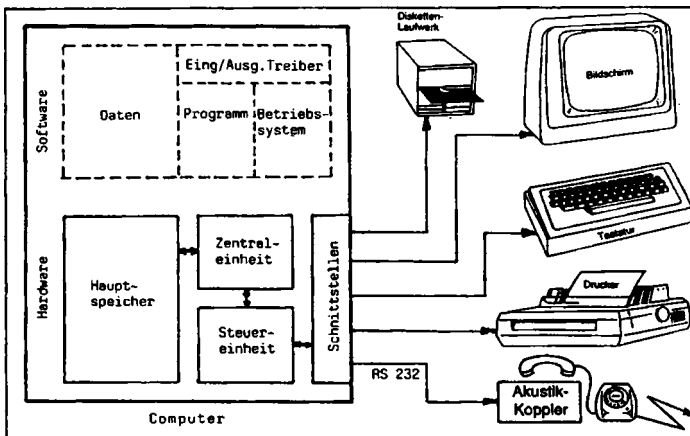 Disketten-
Laufwerk
Bildschirm
Software
Eing/Ausg.Treiber
Daten
Programm
Betriebs-
system
Tastatur
Hardware
Haupt-
speicher
Zentral-
einheit
Steuer-
einheit
Schnittstellen
Drucker
RS 232
Akustik-
Koppler
Computer